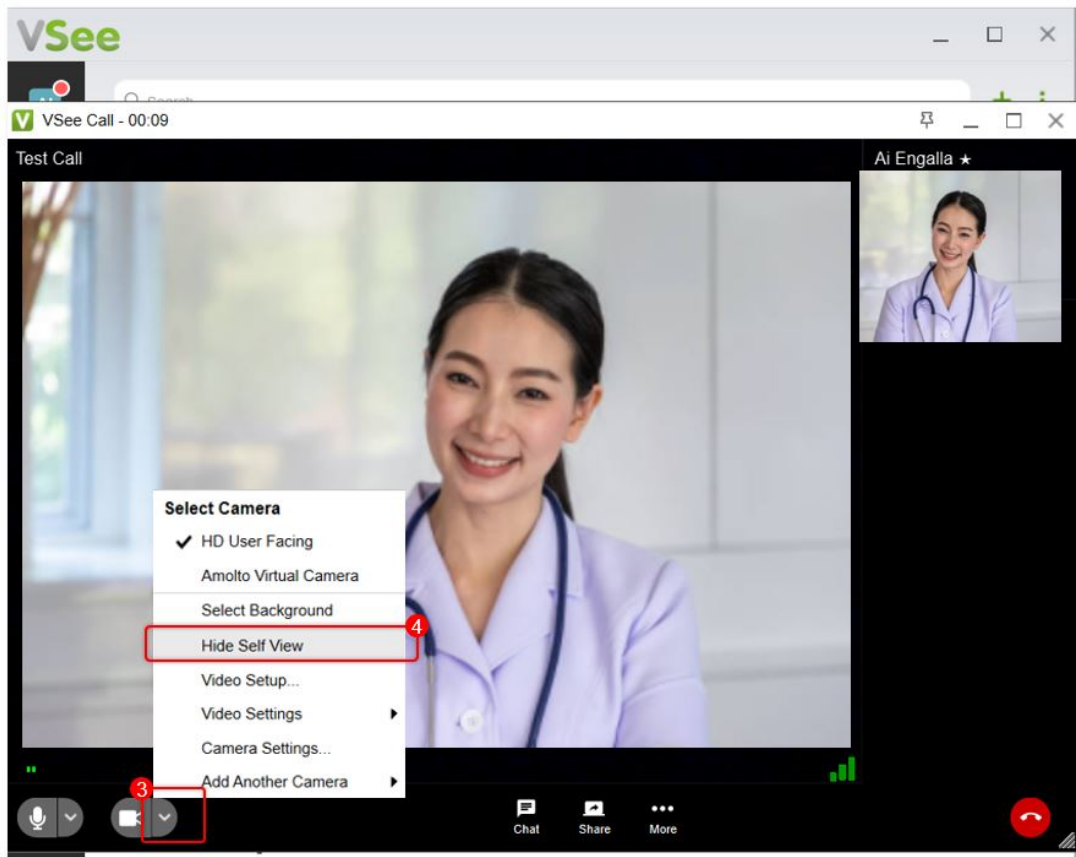 VSee
Search
VSee Call - 00:09
Test Call
Ai Engalla ★
Select Camera
HD User Facing
Amolto Virtual Camera
Select Background
4
Hide Self View
Video Setup...
Video Settings
Camera Settings...
3
Add Another Camera
Chat
Share
More